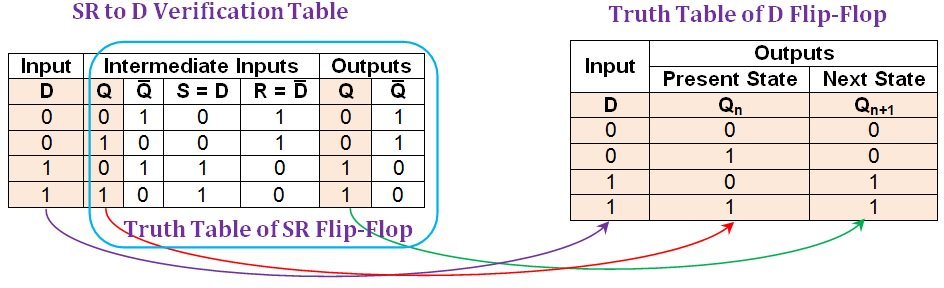 SR to D Verification Table
Input Intermediate Inputs Outputs
D Q Q̅ S = D R = D̅ Q Q̅
0 0 1 0 1 0 1
0 1 0 0 1 0 1
1 0 1 1 0 1 0
1 1 0 1 0 1 0
Truth Table of SR Flip-Flop
Truth Table of D Flip-Flop
Input Outputs
Present State Next State
D Qn Qn+1
0 0 0
0 1 0
1 0 1
1 1 1